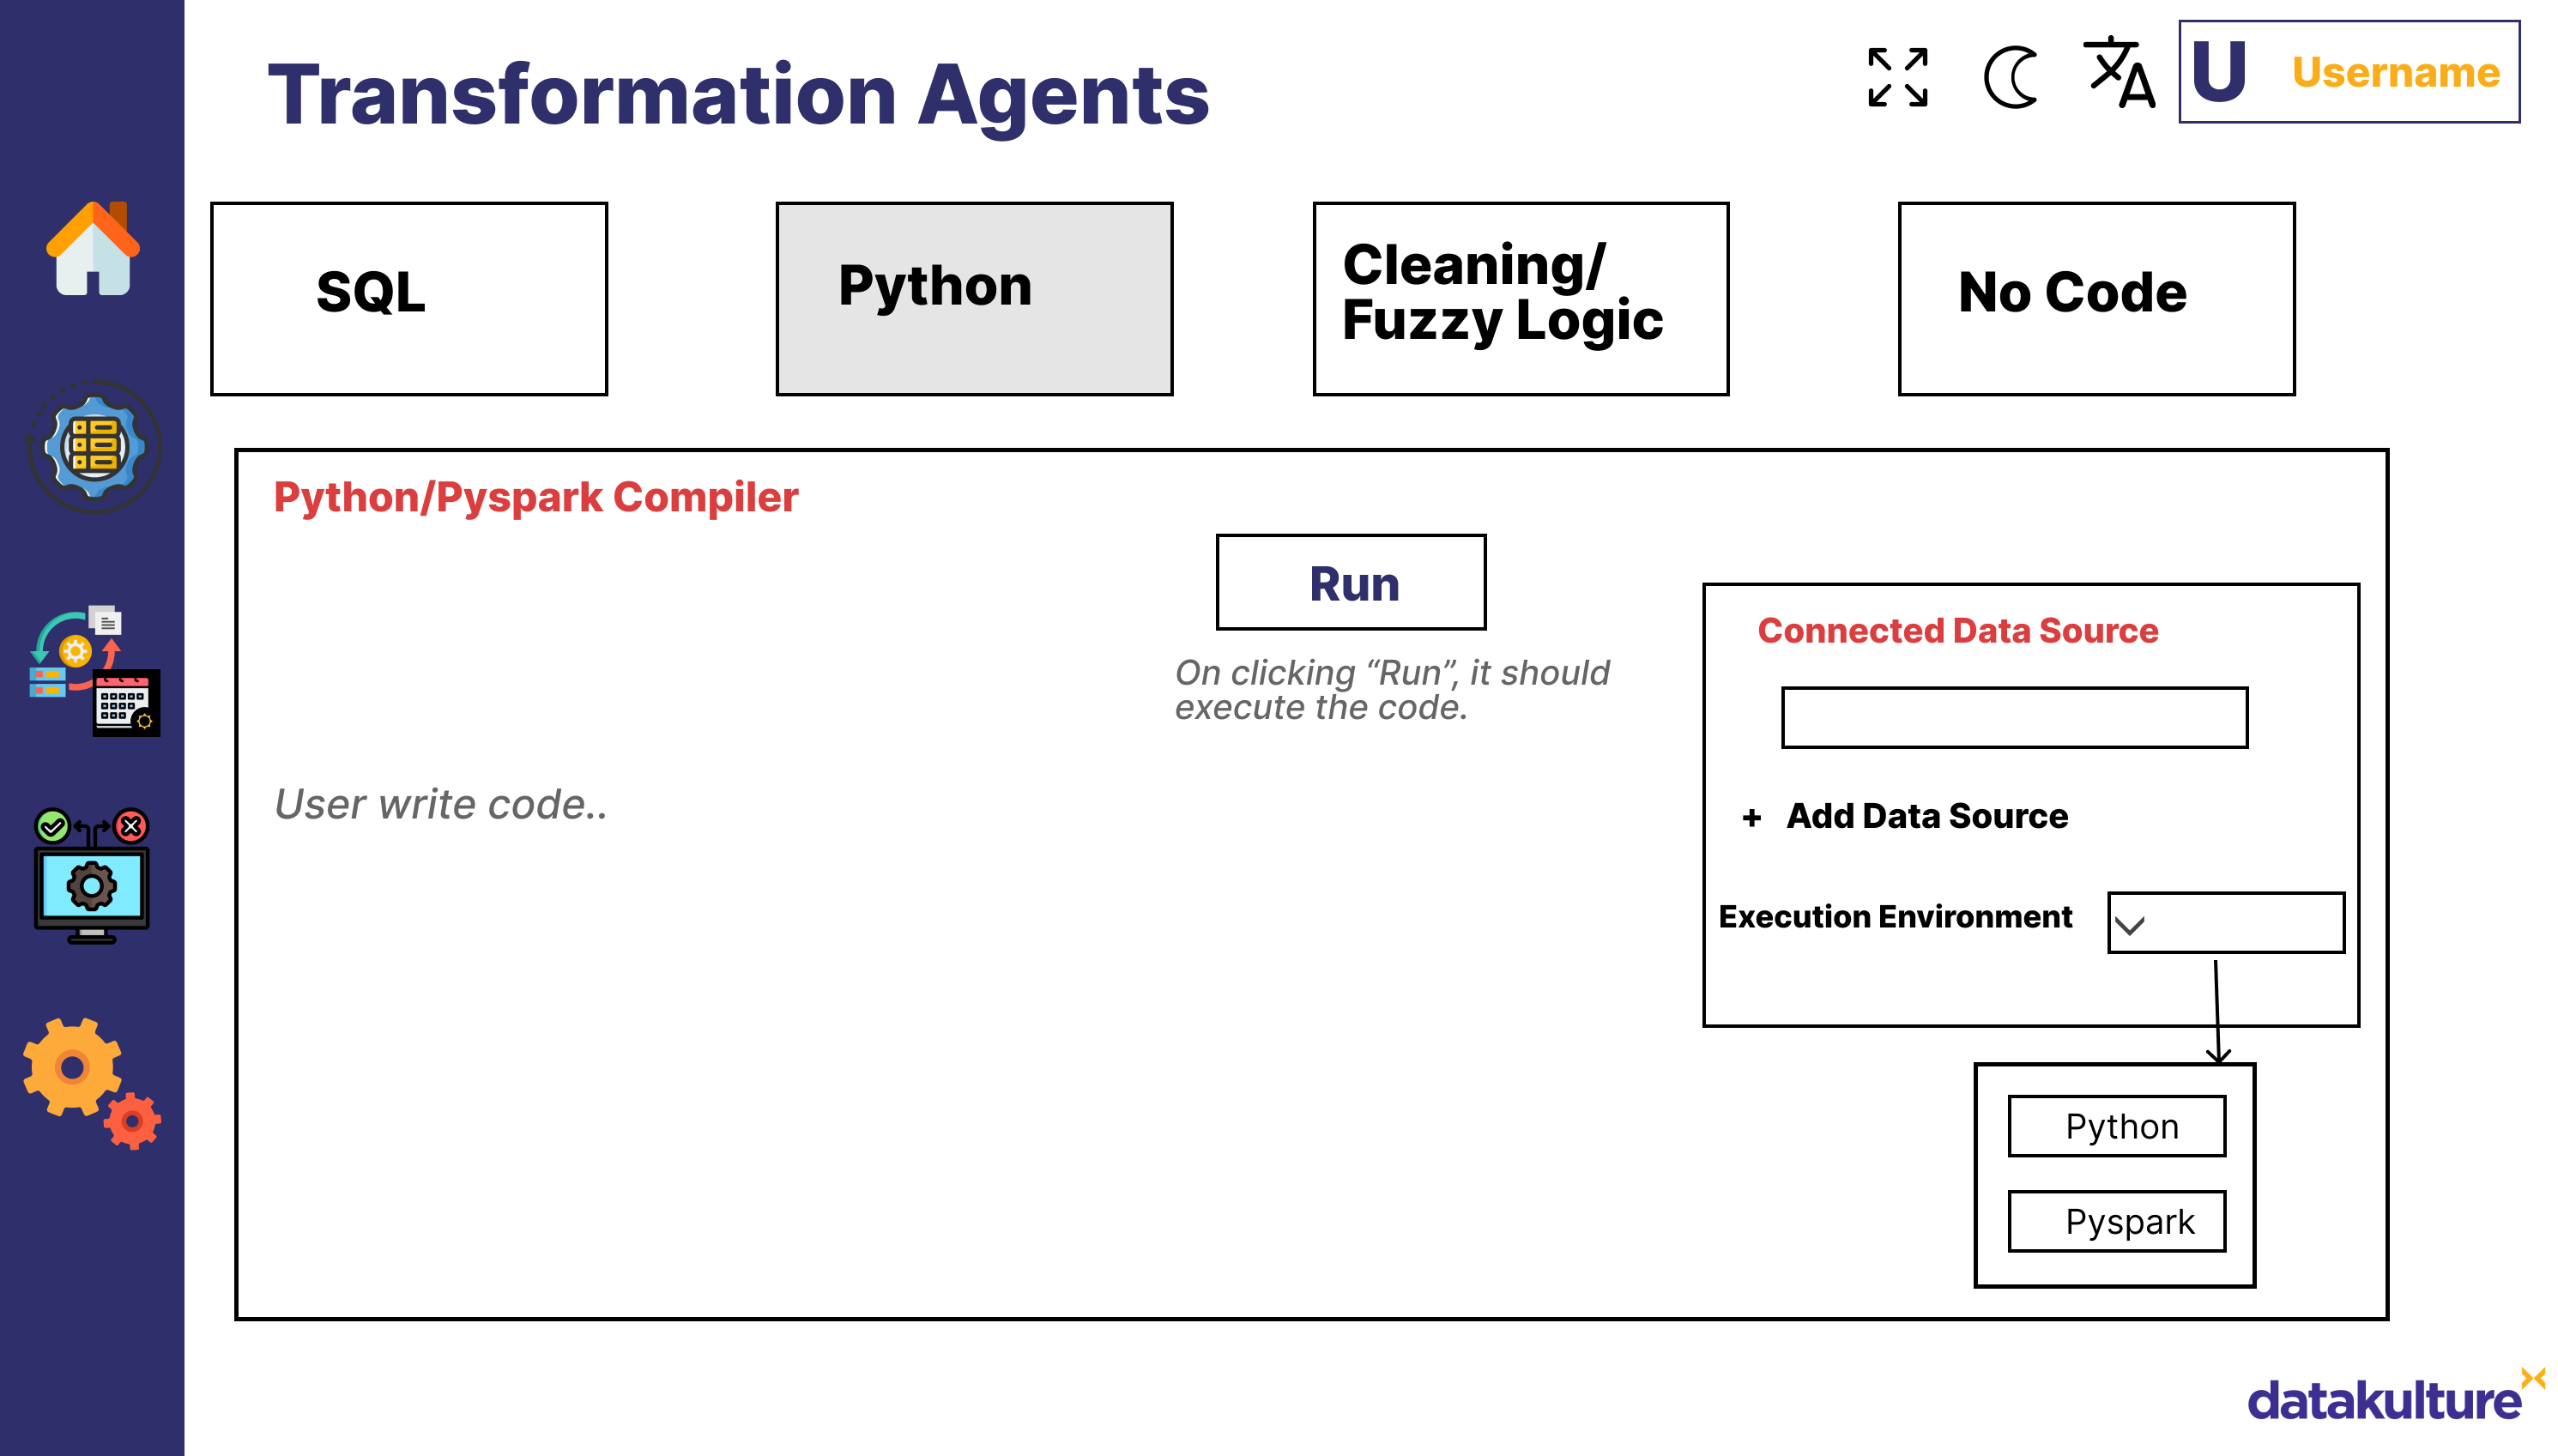 Transformation Agents
U Username
SQL
Python
Cleaning/
Fuzzy Logic
No Code
Python/Pyspark Compiler
Run
On clicking “Run”, it should
execute the code.
User write code..
Connected Data Source
+ Add Data Source
Execution Environment
Python
Pyspark
datakulture